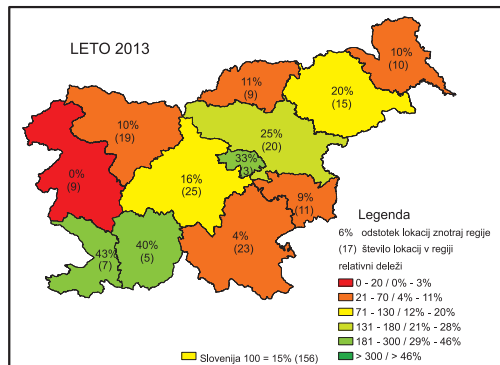 LETO 2013
10%
(10)
11%
(9)
20%
(15)
10%
(19)
25%
(20)
33%
(3)
0%
(9)
16%
(25)
9%
(11)
4%
(23)
40%
(5)
43%
(7)
Legenda
6% odstotek lokacij znotraj regije
(17) število lokacij v regiji
relativni deleži
0 - 20 / 0% - 3%
21 - 70 / 4% - 11%
71 - 130 / 12% - 20%
131 - 180 / 21% - 28%
181 - 300 / 29% - 46%
> 300 / > 46%
Slovenija 100 = 15% (156)